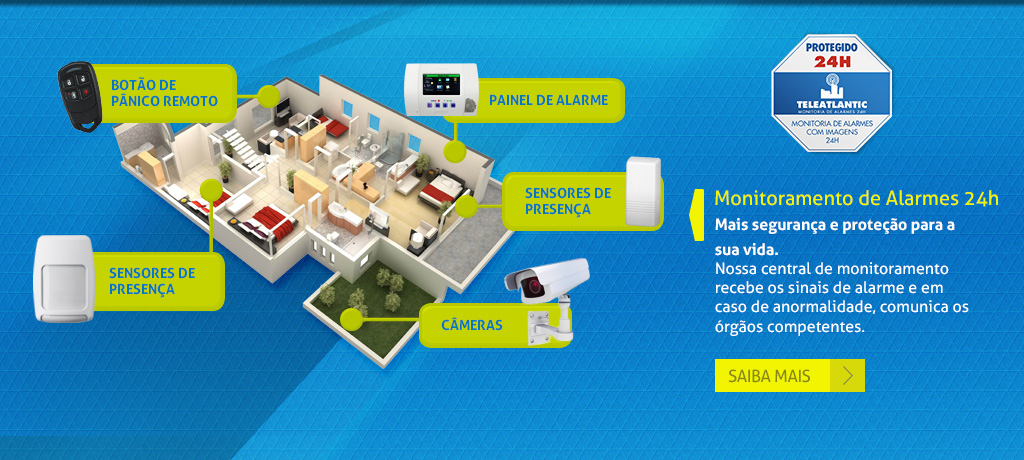 BOTÃO DE
PÂNICO REMOTO
PAINEL DE ALARME
SENSORES DE
PRESENÇA
SENSORES DE
PRESENÇA
CÂMERAS
PROTEGIDO
24H
TELEATLANTIC
MONITORIA DE ALARMES 24H
MONITORIA DE ALARMES
COM IMAGENS
24H
Monitoramento de Alarmes 24h
Mais segurança e proteção para a
sua vida.
Nossa central de monitoramento
recebe os sinais de alarme e em
caso de anormalidade, comunica os
órgãos competentes.
SAIBA MAIS